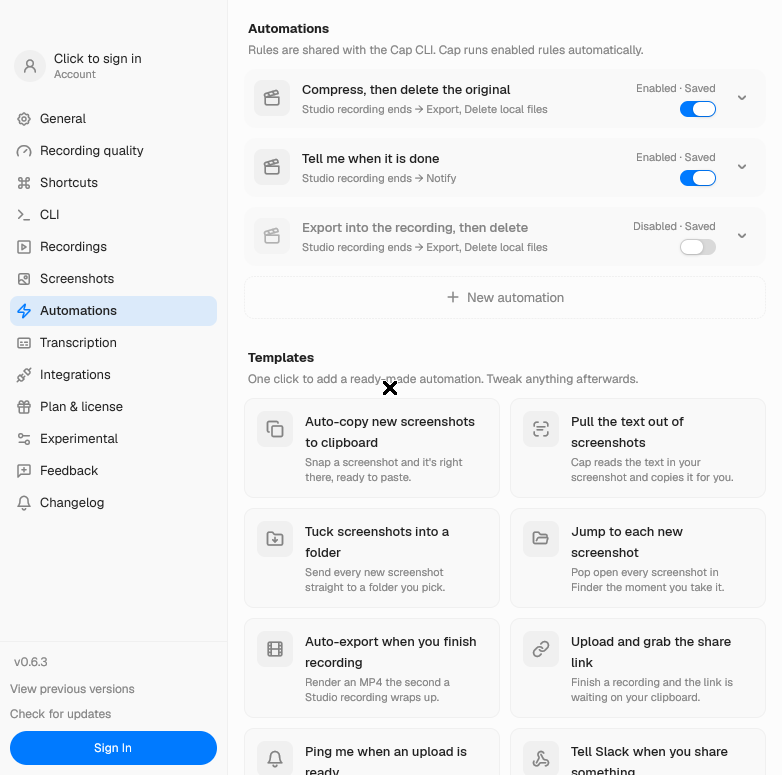 Click to sign in
Account
General
Recording quality
Shortcuts
CLI
Recordings
Screenshots
Automations
Transcription
Integrations
Plan & license
Experimental
Feedback
Changelog
v0.6.3
View previous versions
Check for updates
Sign In
Automations
Rules are shared with the Cap CLI. Cap runs enabled rules automatically.
Compress, then delete the original
Studio recording ends → Export, Delete local files
Enabled · Saved
Tell me when it is done
Studio recording ends → Notify
Enabled · Saved
Export into the recording, then delete
Studio recording ends → Export, Delete local files
Disabled · Saved
New automation
Templates
One click to add a ready-made automation. Tweak anything afterwards.
Auto-copy new screenshots
to clipboard
Snap a screenshot and it's right
there, ready to paste.
Pull the text out of
screenshots
Cap reads the text in your
screenshot and copies it for you.
Tuck screenshots into a
folder
Send every new screenshot
straight to a folder you pick.
Jump to each new
screenshot
Pop open every screenshot in
Finder the moment you take it.
Auto-export when you finish
recording
Render an MP4 the second a
Studio recording wraps up.
Upload and grab the share
link
Finish a recording and the link is
waiting on your clipboard.
Ping me when an upload is
ready
Tell Slack when you share
something